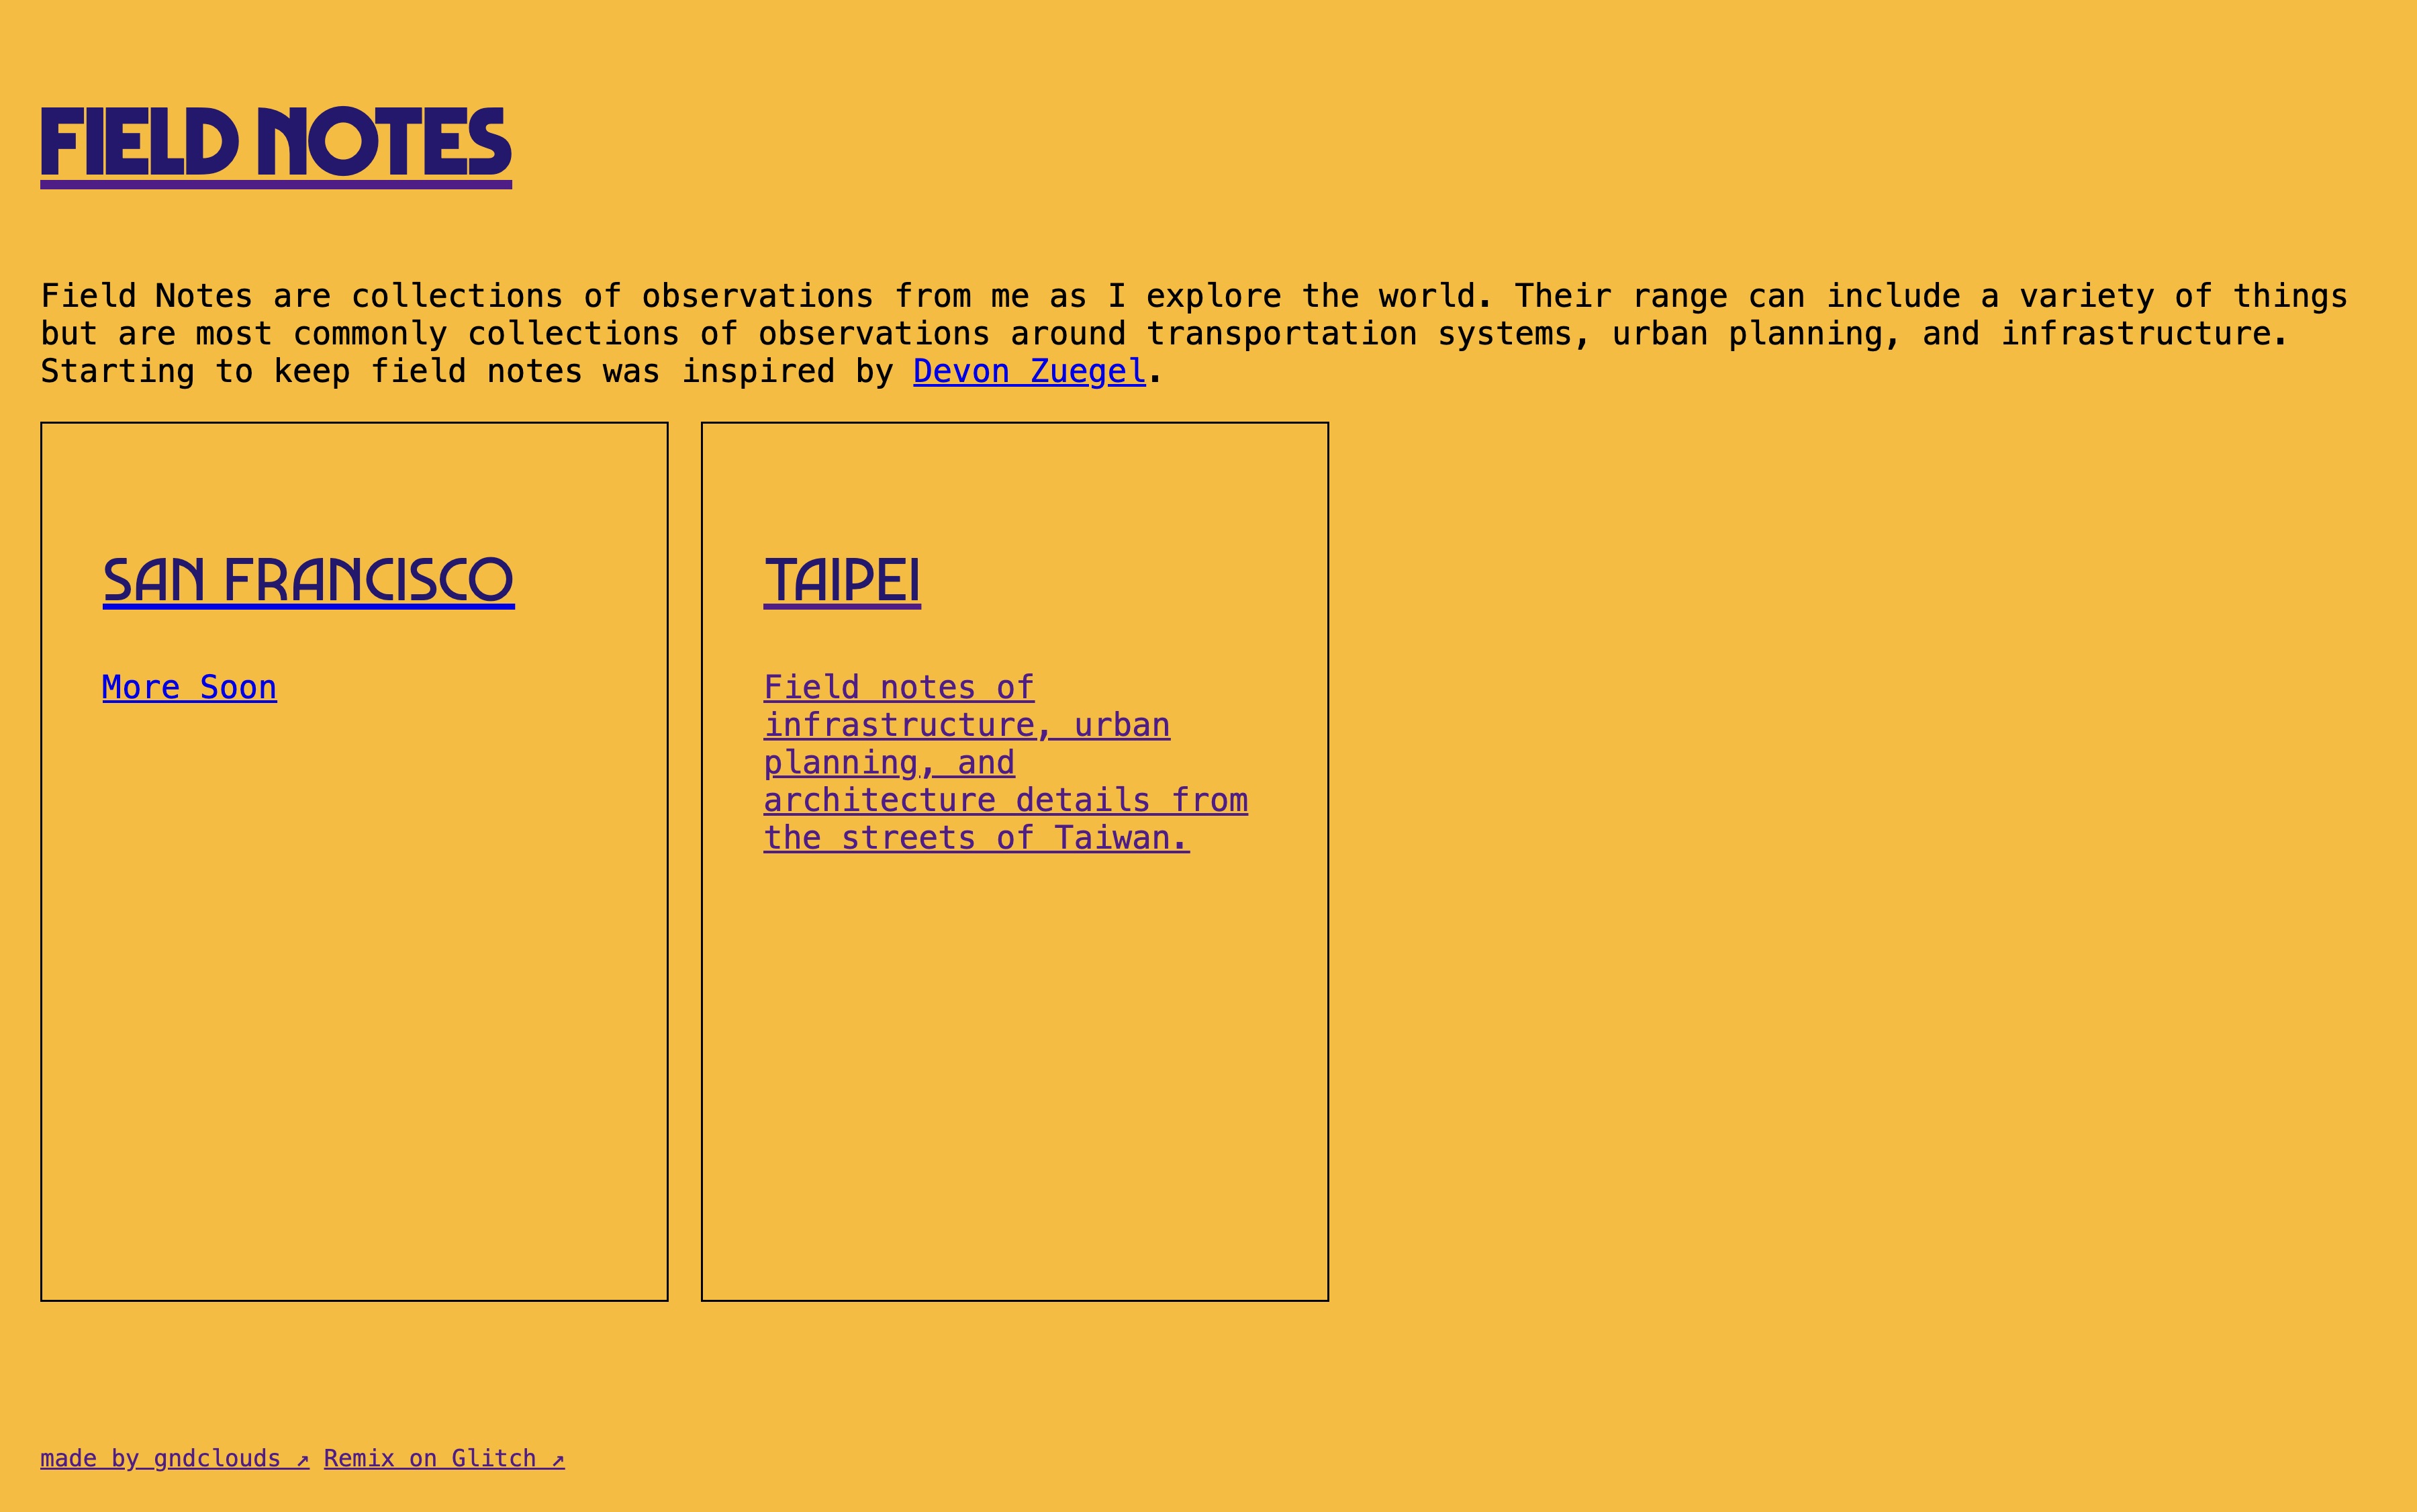 FIELD NOTES
Field Notes are collections of observations from me as I explore the world. Their range can include a variety of things
but are most commonly collections of observations around transportation systems, urban planning, and infrastructure.
Starting to keep field notes was inspired by Devon Zuegel.
SAN FRANCISCO
More Soon
TAIPEI
Field notes of
infrastructure, urban
planning, and
architecture details from
the streets of Taiwan.
made by gndclouds ↗ Remix on Glitch ↗